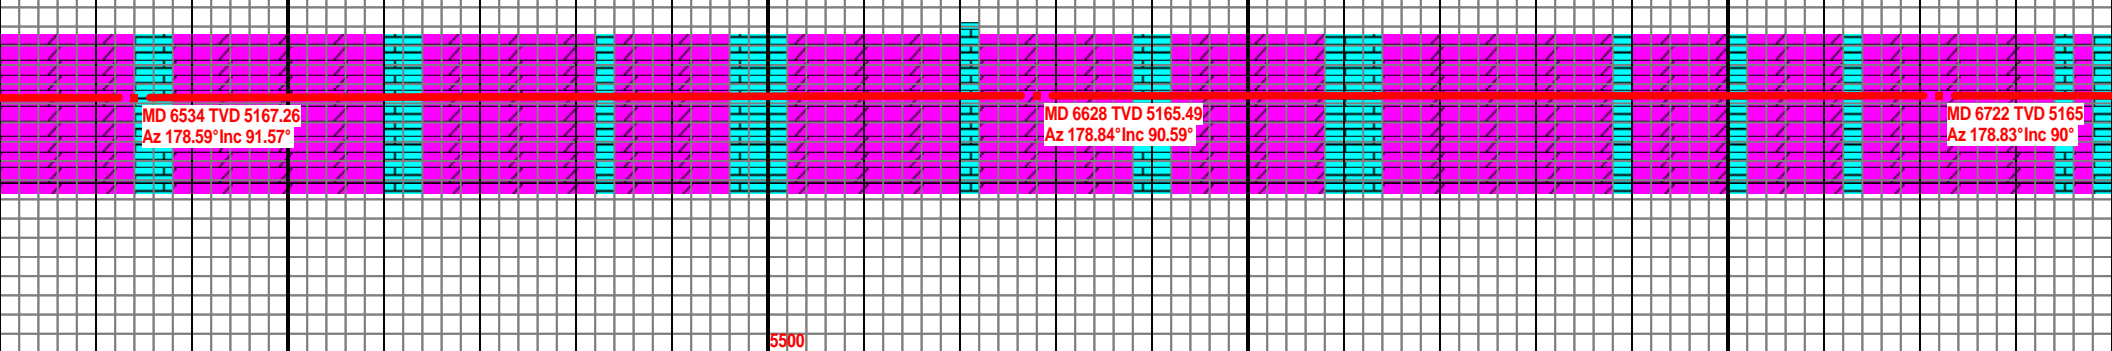 MD 6534 TVD 5167.26
Az 178.59°Inc 91.57°
MD 6628 TVD 5165.49
Az 178.84°Inc 90.59°
MD 6722 TVD 5165
Az 178.83°Inc 90°
5500